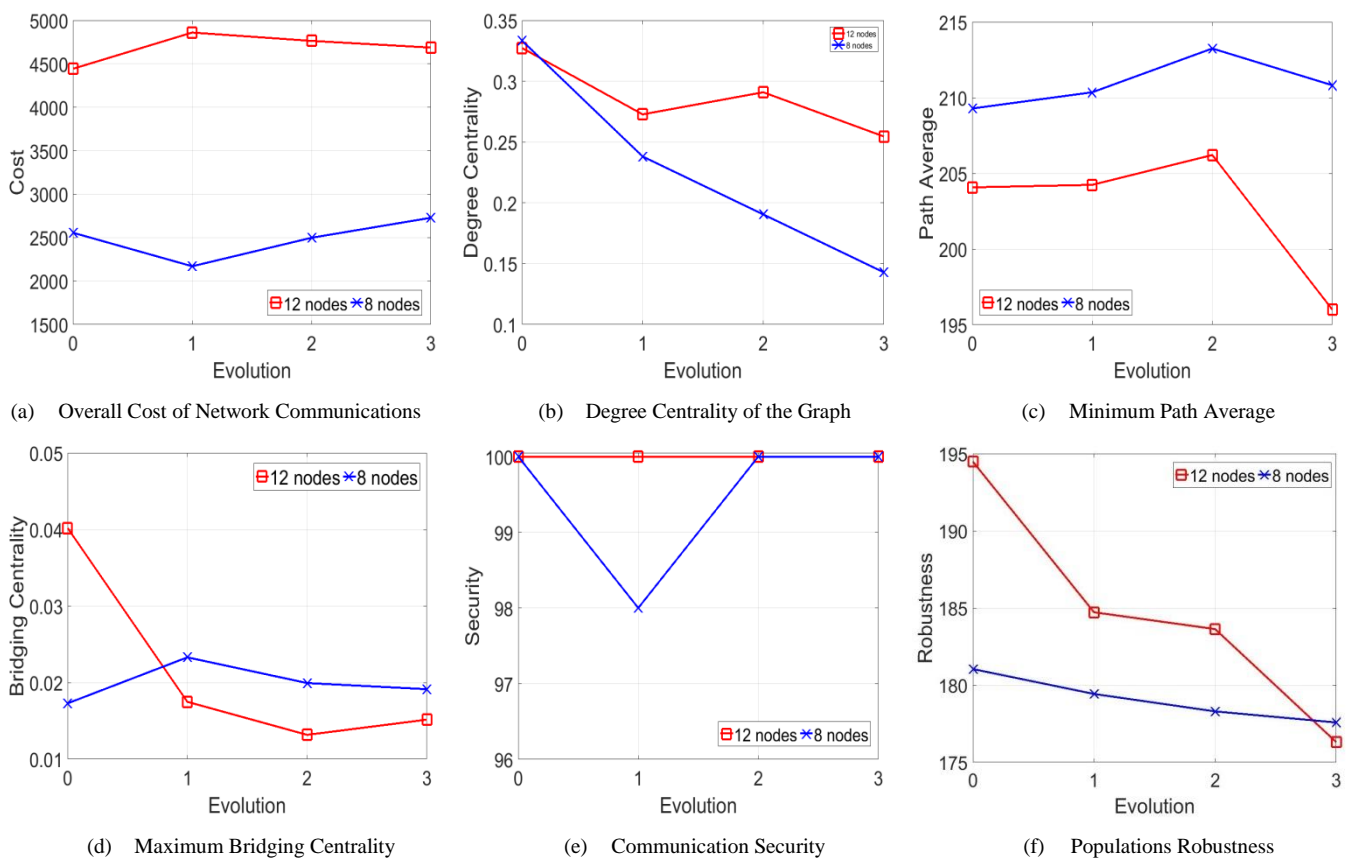 5000
4500
4000
3500
3000
2500
2000
1500
Cost
0 1 2 3
Evolution
12 nodes 8 nodes
(a) Overall Cost of Network Communications
0.35
0.3
0.25
0.2
0.15
0.1
Degree Centrality
0 1 2 3
Evolution
12 nodes
8 nodes
(b) Degree Centrality of the Graph
215
210
205
200
195
Path Average
0 1 2 3
Evolution
12 nodes 8 nodes
(c) Minimum Path Average
0.05
0.04
0.03
0.02
0.01
Bridging Centrality
0 1 2 3
Evolution
12 nodes 8 nodes
(d) Maximum Bridging Centrality
100
99
98
97
96
Security
0 1 2 3
Evolution
12 nodes 8 nodes
(e) Communication Security
195
190
185
180
175
Robustness
0 1 2 3
Evolution
12 nodes 8 nodes
(f) Populations Robustness